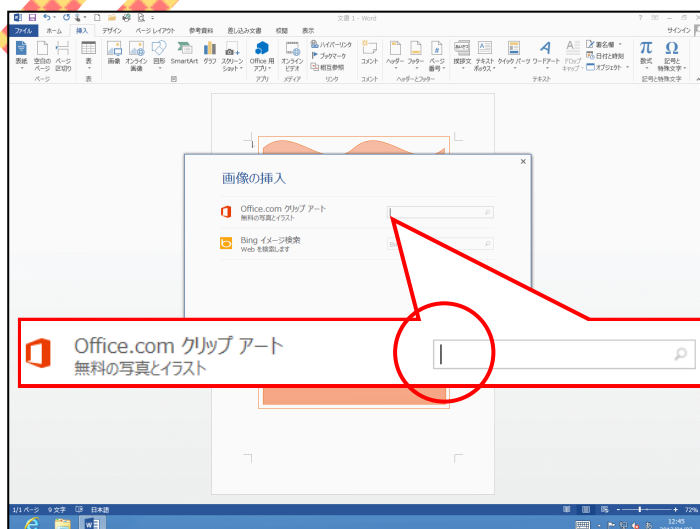 文書 1 - Word
サインイン
ファイル ホーム 挿入 デザイン ページ レイアウト 参考資料 差し込み文書 校閲 表示
表紙 空白の ページ 区切り 表 画像 オンライン 画像 図形 SmartArt グラフ スクリーン ショット Office 用 アプリ オンライン ビデオ
ページ
ハイパーリンク
ブックマーク
相互参照
コメント ヘッダー フッター ページ 番号 挨拶文 テキスト ボックス クイック パーツ ワードアート ドロップ キャップ
署名欄
日付と時刻
オブジェクト
数式 記号と 特殊文字
ページ 表 図 アプリ メディア リンク コメント ヘッダーとフッター テキスト 記号と特殊文字
画像の挿入
Office.com クリップ アート
無料の写真とイラスト
Bing イメージ検索
Web を検索します
Office.com クリップ アート
無料の写真とイラスト
1/1 ページ 9 文字 日本語
72%
12:45